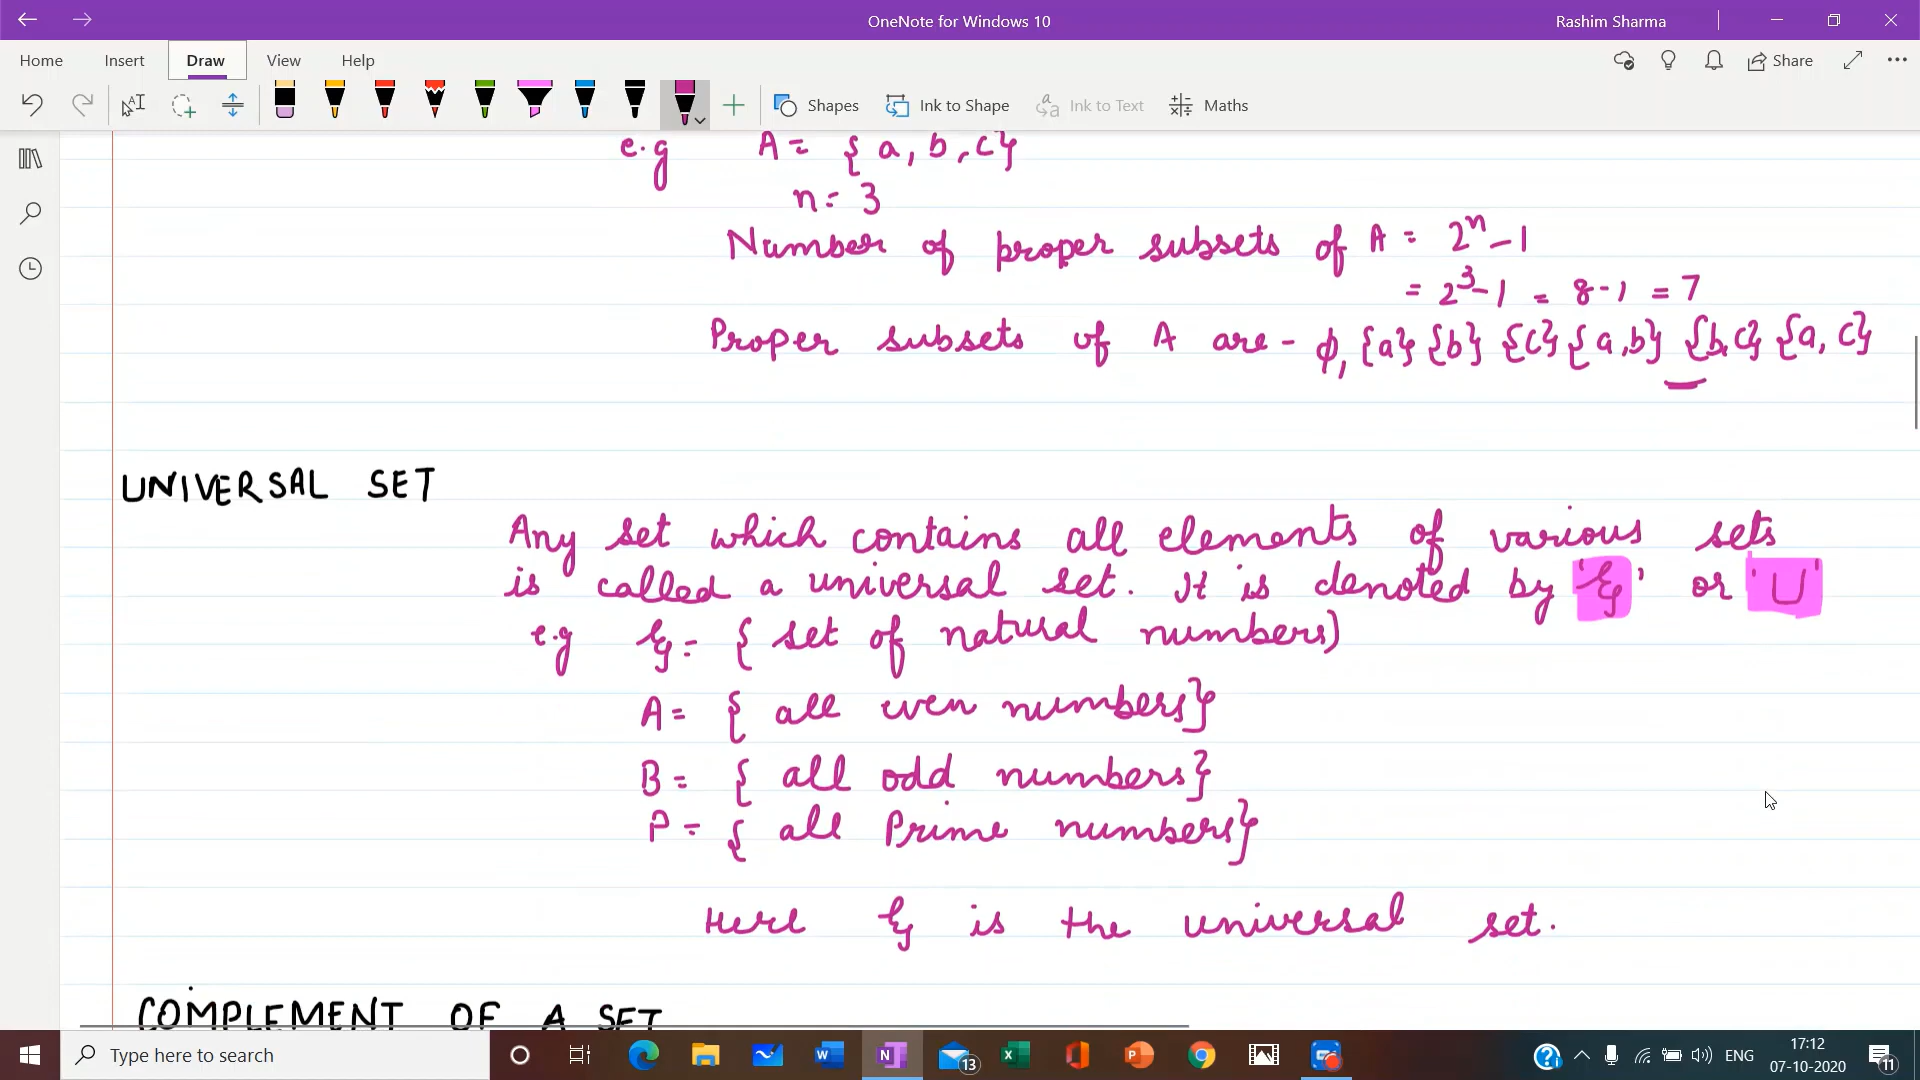 OneNote for Windows 10
Rashim Sharma
Home Insert Draw View Help
Share
Shapes Ink to Shape Ink to Text Maths
e.g A = { a, b, c}
n = 3
Number of proper subsets of A = 2ⁿ - 1
= 2³ - 1 = 8 - 1 = 7
Proper subsets of A are - ϕ, {a} {b} {c} {a, b} {b, c} {a, c}
UNIVERSAL SET
Any set which contains all elements of various sets
is called a universal set. It is denoted by 'ξ' or 'U'
e.g ξ = { set of natural numbers)
A = { all even numbers}
B = { all odd numbers}
P = { all Prime numbers}
Here ξ is the universal set.
COMPLEMENT OF A SET
Type here to search
13
ENG
17:12
07-10-2020
11